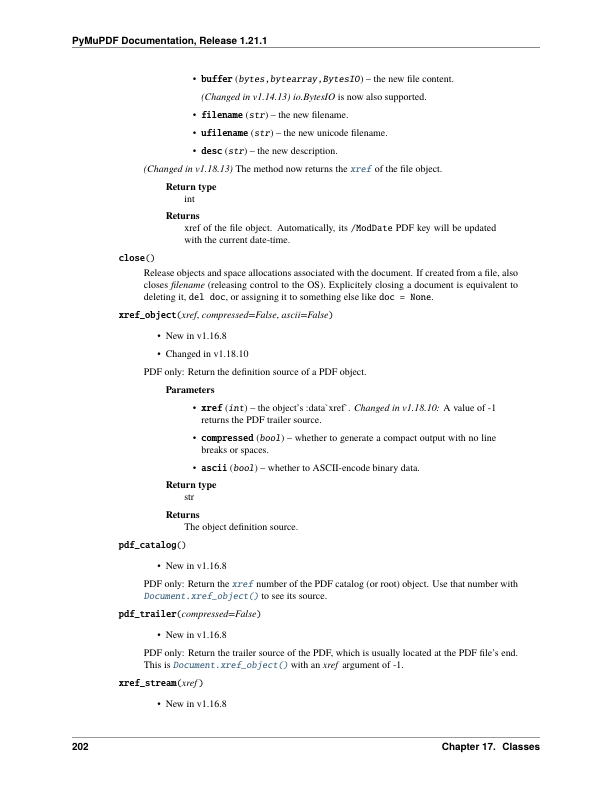 PyMuPDF Documentation, Release 1.21.1
• buffer (bytes,bytearray,BytesIO) – the new file content.
(Changed in v1.14.13) io.BytesIO is now also supported.
• filename (str) – the new filename.
• ufilename (str) – the new unicode filename.
• desc (str) – the new description.
(Changed in v1.18.13) The method now returns the xref of the file object.
Return type
int
Returns
xref of the file object. Automatically, its /ModDate PDF key will be updated
with the current date-time.
close()
Release objects and space allocations associated with the document. If created from a file, also
closes filename (releasing control to the OS). Explicitly closing a document is equivalent to
deleting it, del doc, or assigning it to something else like doc = None.
xref_object(xref, compressed=False, ascii=False)
• New in v1.16.8
• Changed in v1.18.10
PDF only: Return the definition source of a PDF object.
Parameters
• xref (int) – the object's :data`xref`. Changed in v1.18.10: A value of -1
returns the PDF trailer source.
• compressed (bool) – whether to generate a compact output with no line
breaks or spaces.
• ascii (bool) – whether to ASCII-encode binary data.
Return type
str
Returns
The object definition source.
pdf_catalog()
• New in v1.16.8
PDF only: Return the xref number of the PDF catalog (or root) object. Use that number with
Document.xref_object() to see its source.
pdf_trailer(compressed=False)
• New in v1.16.8
PDF only: Return the trailer source of the PDF, which is usually located at the PDF file's end.
This is Document.xref_object() with an xref argument of -1.
xref_stream(xref)
• New in v1.16.8
202 Chapter 17. Classes